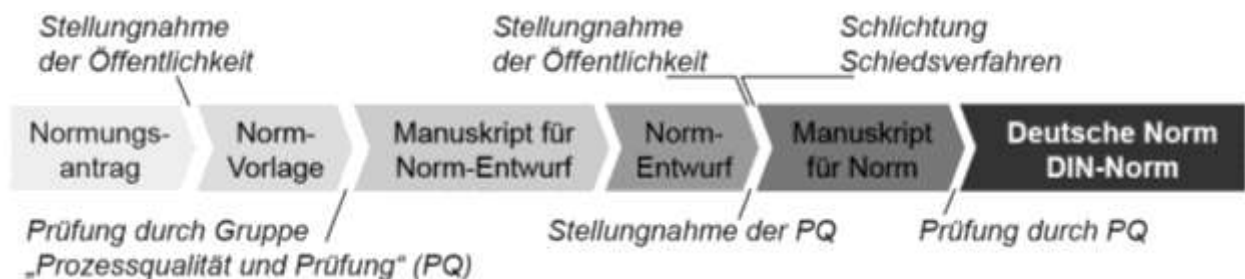 Stellungnahme
der Öffentlichkeit
Stellungnahme
der Öffentlichkeit
Schlichtung
Schiedsverfahren
Normungs-
antrag
Norm-
Vorlage
Manuskript für
Norm-Entwurf
Norm-
Entwurf
Manuskript
für Norm
Deutsche Norm
DIN-Norm
Prüfung durch Gruppe
„Prozessqualität und Prüfung“ (PQ)
Stellungnahme der PQ
Prüfung durch PQ